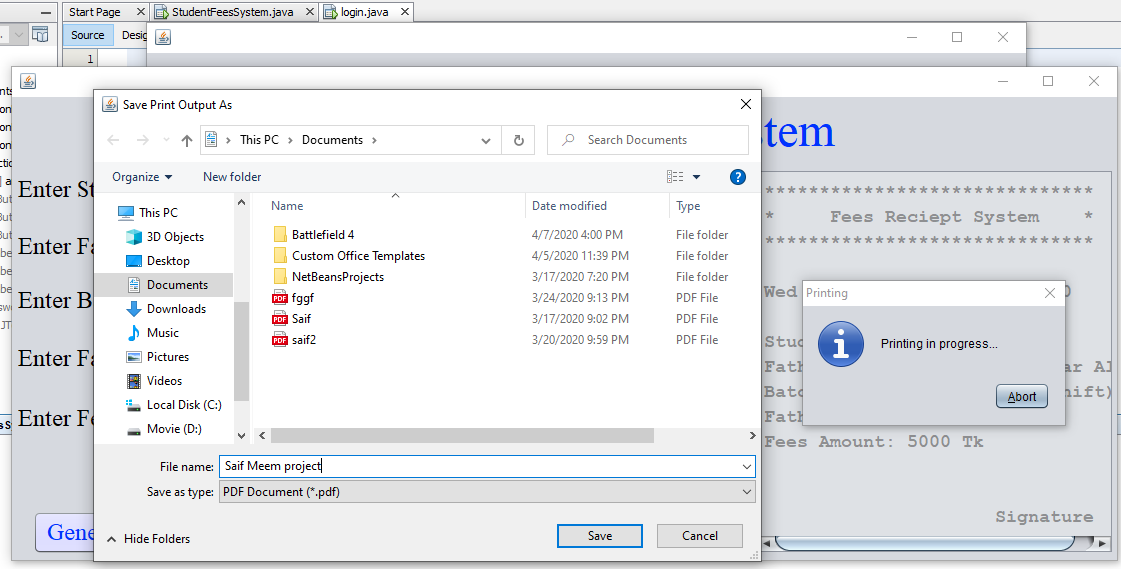 Start Page StudentFeesSystem.java login.java
Source
1
Save Print Output As
This PC Documents
Search Documents
Organize New folder
This PC
3D Objects
Desktop
Documents
Downloads
Music
Pictures
Videos
Local Disk (C:)
Movie (D:)
Name Date modified Type
Battlefield 4 4/7/2020 4:00 PM File folder
Custom Office Templates 4/5/2020 11:39 PM File folder
NetBeansProjects 3/17/2020 7:20 PM File folder
fggf 3/24/2020 9:13 PM PDF File
Saif 3/17/2020 9:02 PM PDF File
saif2 3/20/2020 9:59 PM PDF File
File name: Saif Meem project
Save as type: PDF Document (*.pdf)
Hide Folders Save Cancel
Enter St
Enter Fa
Enter B
Enter Fa
Enter Fe
Gene
stem
*******************************
* Fees Reciept System *
*******************************
Wed 0
Stu
Fath ar Al
Batc hift)
Fath
Fees Amount: 5000 Tk
Signature
Printing
Printing in progress...
Abort